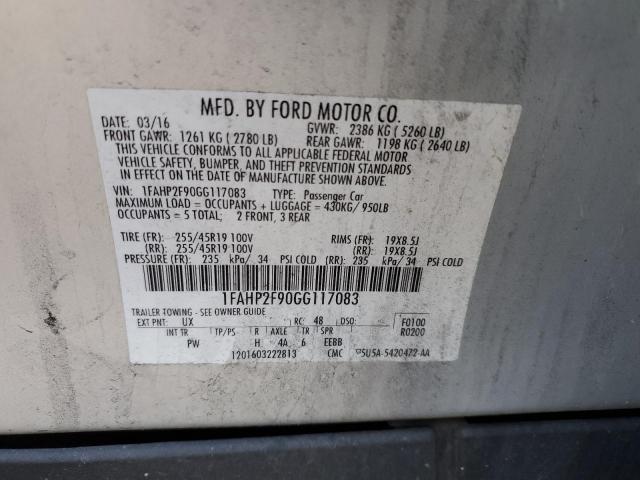 MFD. BY FORD MOTOR CO.
DATE: 03/16 GVWR: 2386 KG ( 5260 LB)
FRONT GAWR: 1261 KG ( 2780 LB) REAR GAWR: 1198 KG ( 2640 LB)
THIS VEHICLE CONFORMS TO ALL APPLICABLE FEDERAL MOTOR
VEHICLE SAFETY, BUMPER, AND THEFT PREVENTION STANDARDS
IN EFFECT ON THE DATE OF MANUFACTURE SHOWN ABOVE.
VIN: 1FAHP2F90GG117083 TYPE: Passenger Car
MAXIMUM LOAD = OCCUPANTS + LUGGAGE = 430KG/ 950LB
OCCUPANTS = 5 TOTAL; 2 FRONT, 3 REAR
TIRE (FR): 255/45R19 100V RIMS (FR): 19X8.5J
(RR): 255/45R19 100V (RR): 19X8.5J
PRESSURE (FR): 235 kPa/ 34 PSI COLD (RR): 235 kPa/ 34 PSI COLD
1FAHP2F90GG117083
TRAILER TOWING - SEE OWNER GUIDE
EXT PNT: UX RC: 48 DSO: F0100
INT TR TP/PS R AXLE TR SPR R0200
PW H 4A 6 EEBB
1201603222813 CMC 5U5A-5420472-AA